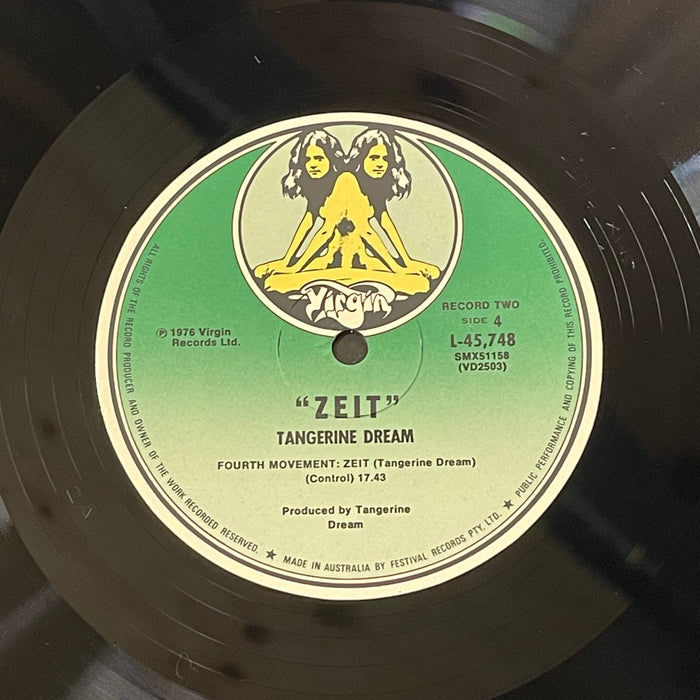 Virgin
ALL RIGHTS OF THE RECORD PRODUCER AND OWNER OF THE WORK RECORDED RESERVED. ★ MADE IN AUSTRALIA BY FESTIVAL RECORDS PTY. LTD. ★ PUBLIC PERFORMANCE AND COPYING OF THIS RECORD PROHIBITED.
℗ 1976 Virgin
Records Ltd.
RECORD TWO
SIDE 4
L-45,748
SMX51158
(VD2503)
"ZEIT"
TANGERINE DREAM
FOURTH MOVEMENT: ZEIT (Tangerine Dream)
(Control) 17.43
Produced by Tangerine
Dream